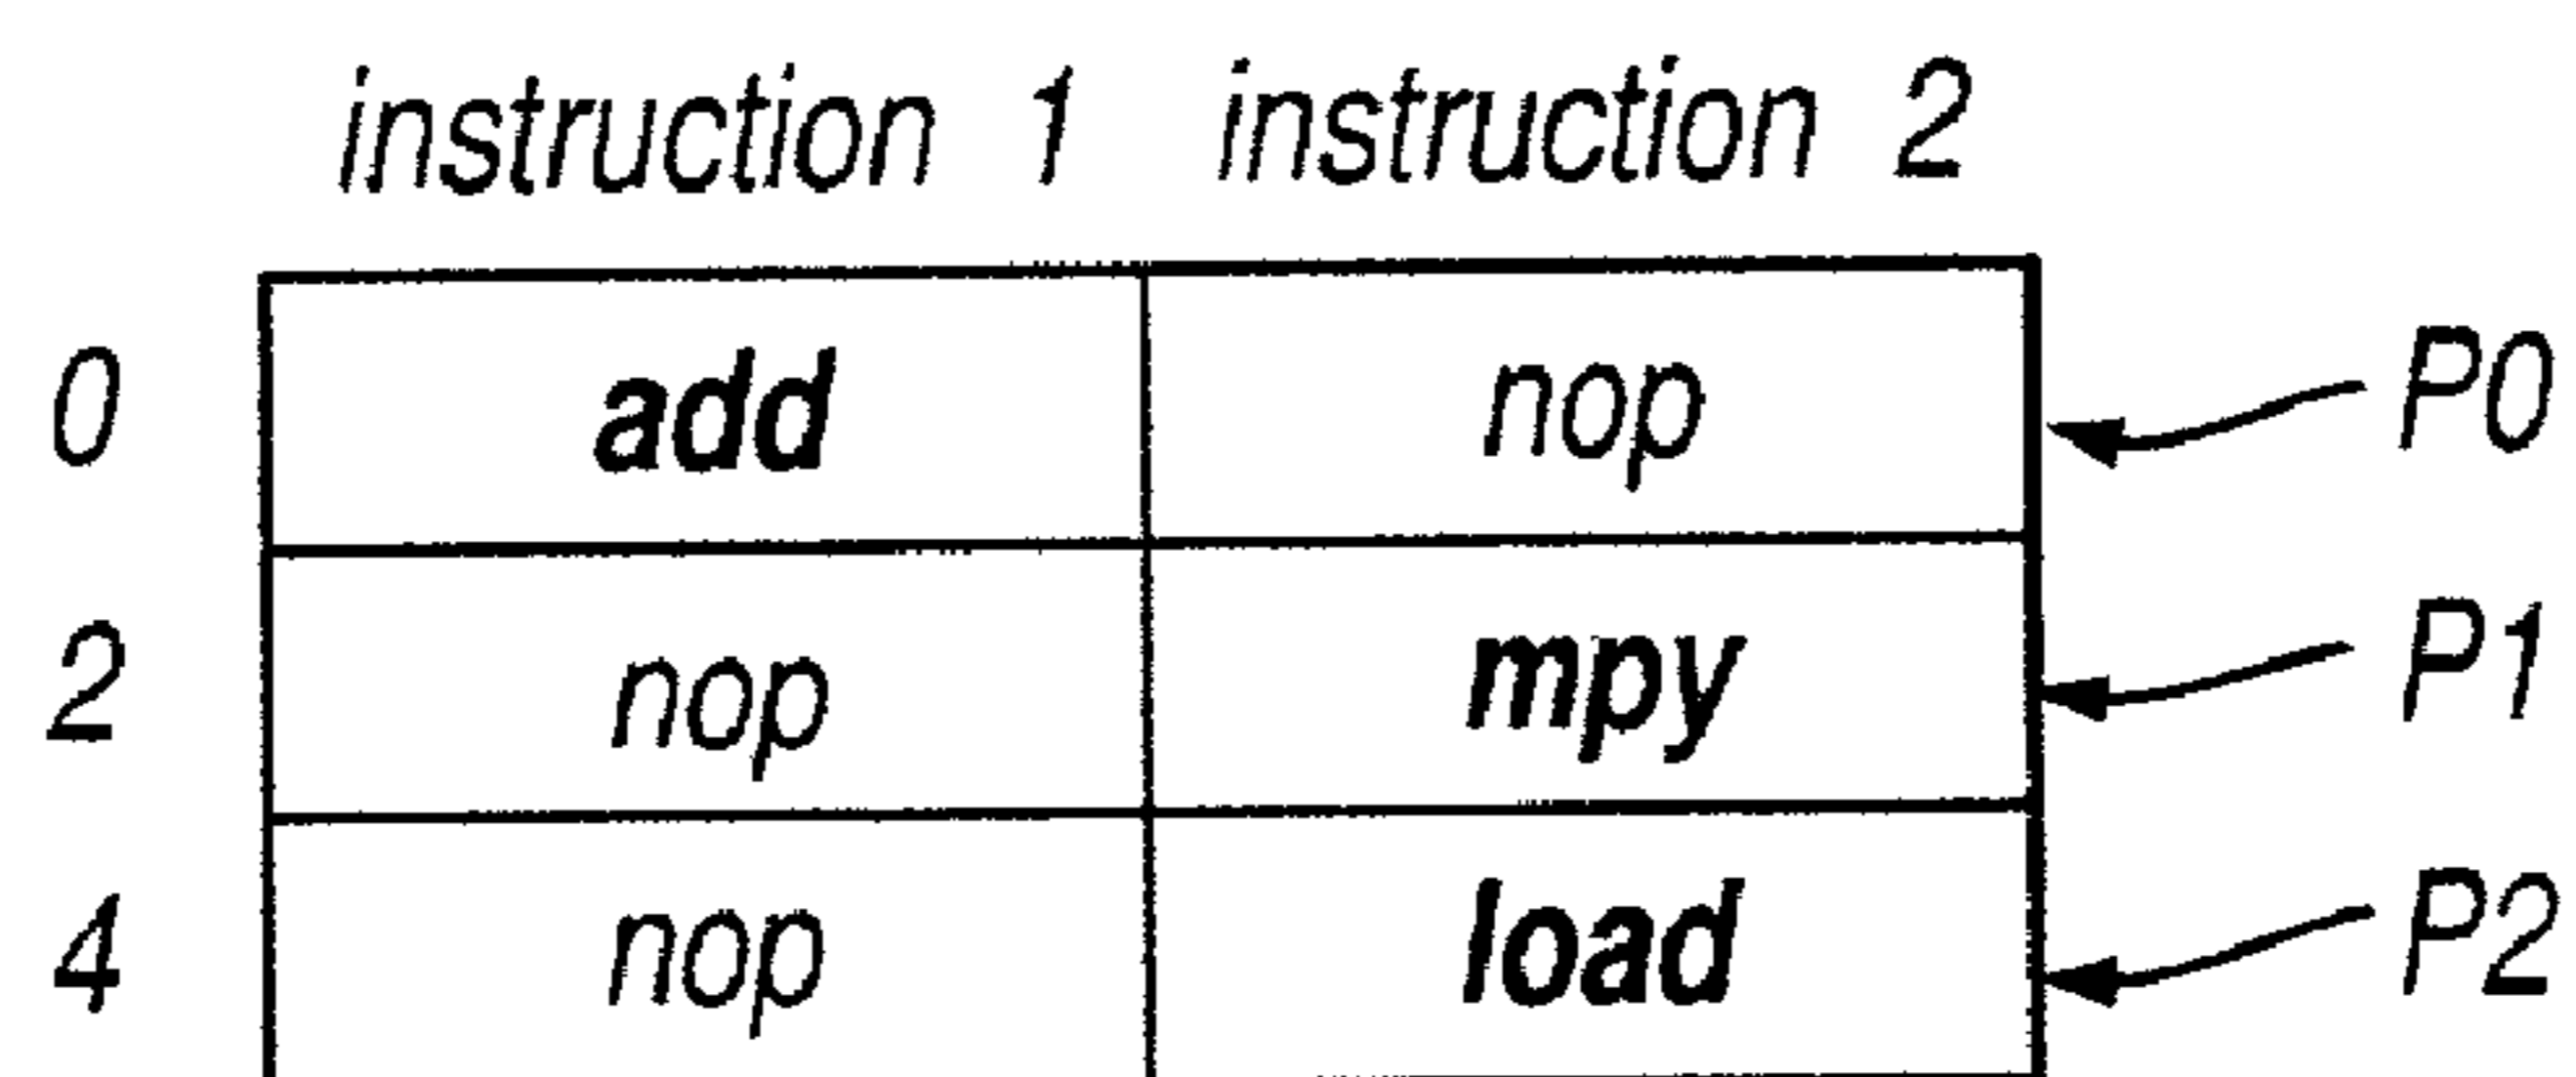 instruction 1 instruction 2
0 add nop P0
2 nop mpy P1
4 nop load P2